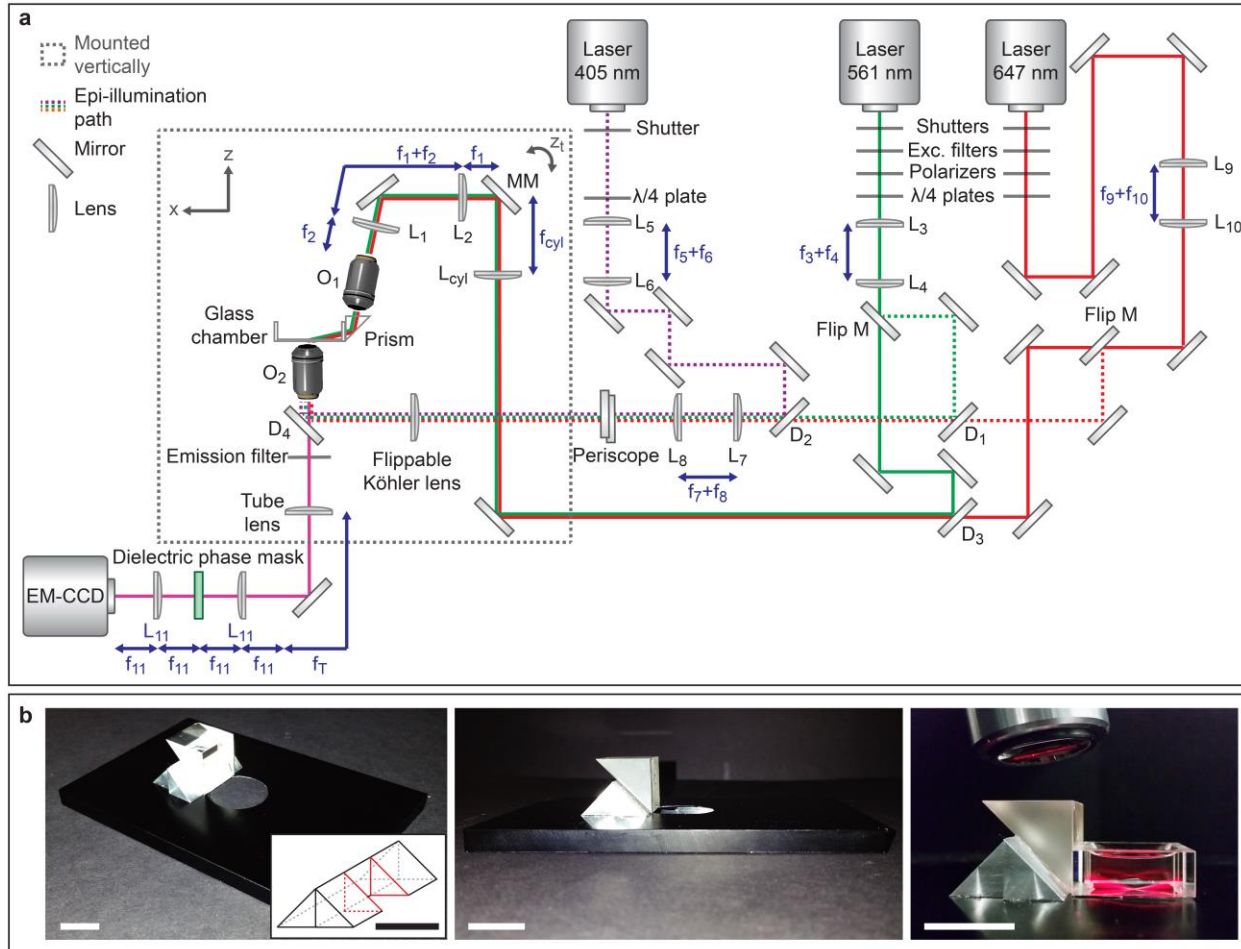 a
Mounted
vertically
Epi-illumination
path
Mirror
Lens
z
x
f₁+f₂
f₁
zₜ
MM
f₂
L₁
L₂
f_cyl
O₁
L_cyl
Glass
chamber
Prism
O₂
D₄
Emission filter
Flippable
Köhler lens
Tube
lens
Dielectric phase mask
EM-CCD
L₁₁
L₁₁
f₁₁
f₁₁
f₁₁
f₁₁
f_T
Laser
405 nm
Shutter
λ/4 plate
L₅
f₅+f₆
L₆
Periscope
L₈
L₇
f₇+f₈
D₂
Laser
561 nm
Laser
647 nm
Shutters
Exc. filters
Polarizers
λ/4 plates
L₃
f₃+f₄
L₄
Flip M
Flip M
L₉
f₉+f₁₀
L₁₀
D₁
D₃
b